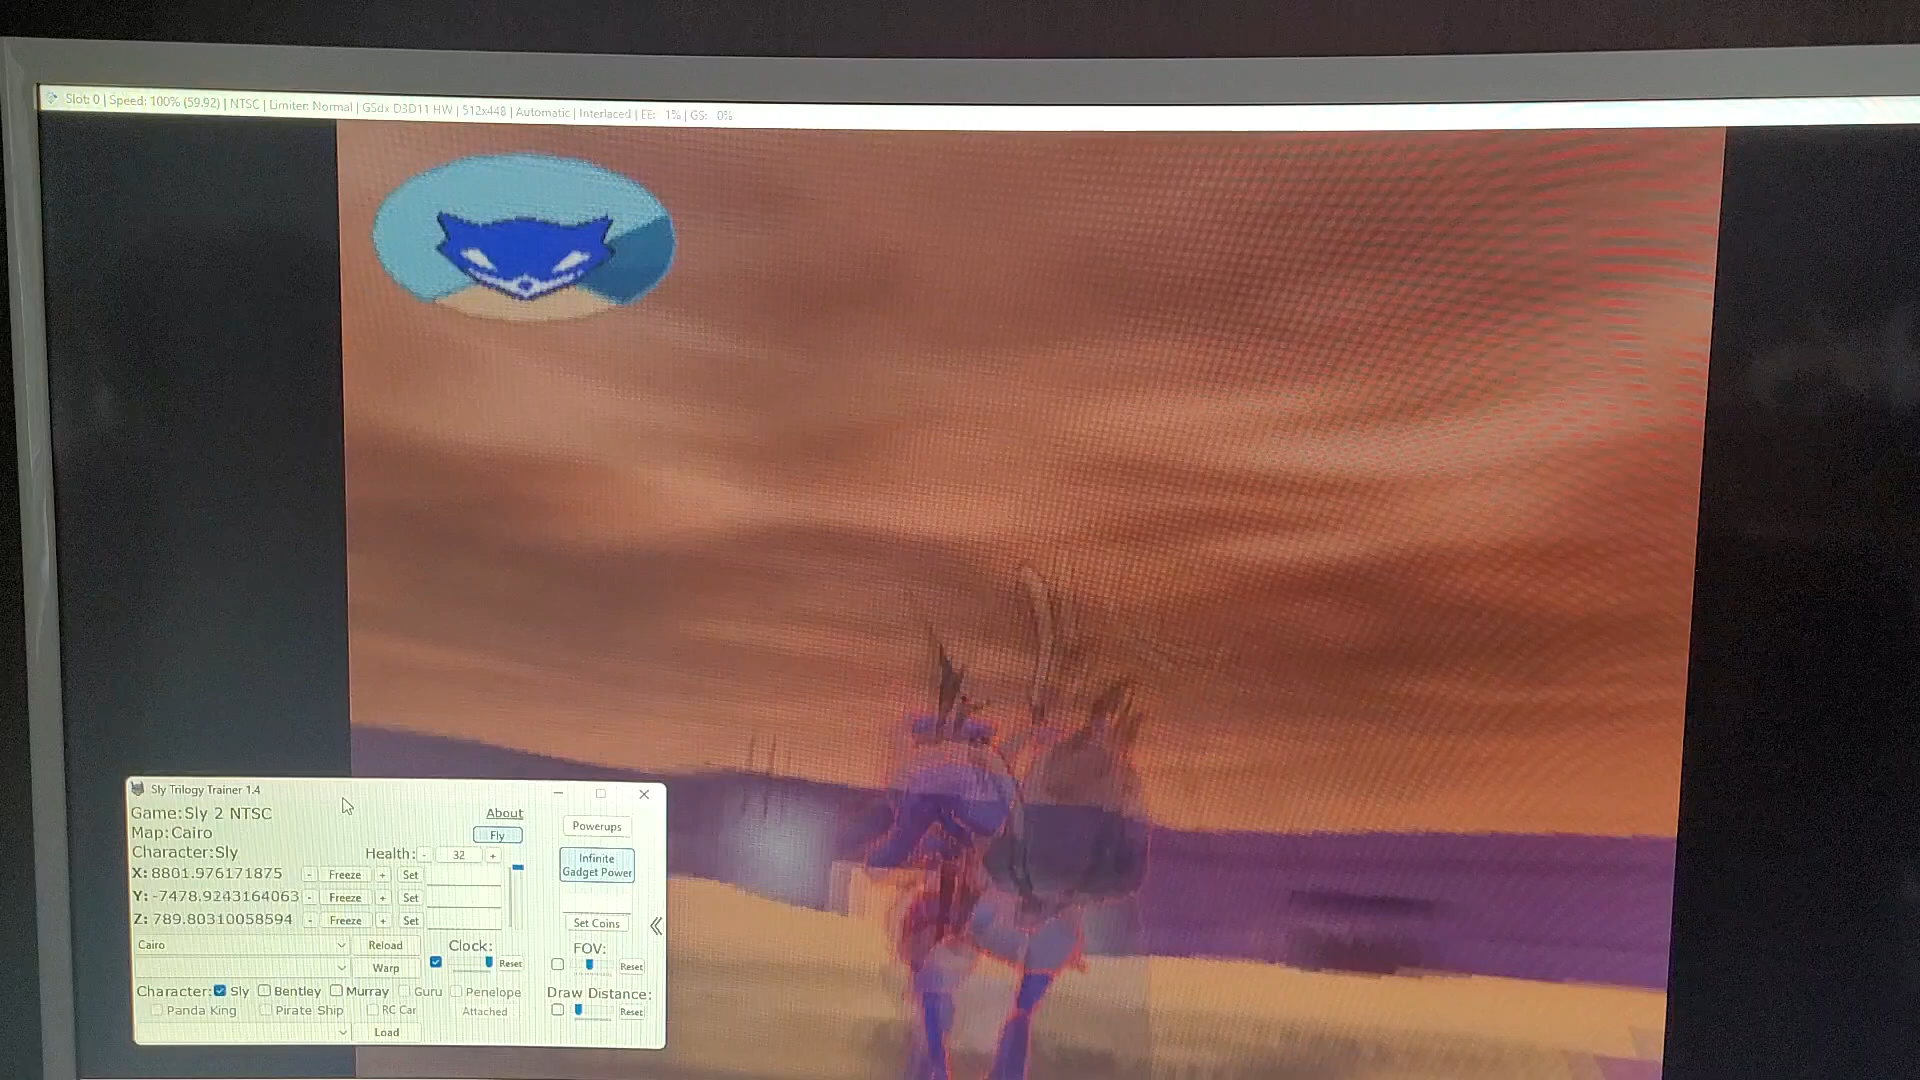 Slot: 0 | Speed: 100% (59.92) | NTSC | Limiter: Normal | GSdx D3D11 HW | 512x448 | Automatic | Interlaced | EE: 1% | GS: 0%
Sly Trilogy Trainer 1.4
Game:Sly 2 NTSC
About
Map:Cairo
Fly
Powerups
Character:Sly
Health: - 32 +
Infinite
Gadget Power
X: 8801.976171875 - Freeze + Set
Y: -7478.9243164063 - Freeze + Set
Z: 789.80310058594 - Freeze + Set
Set Coins
Cairo
Reload
Clock:
FOV:
Warp
Reset
Reset
Character: Sly Bentley Murray Guru Penelope
Draw Distance:
Panda King Pirate Ship RC Car Attached
Reset
Load